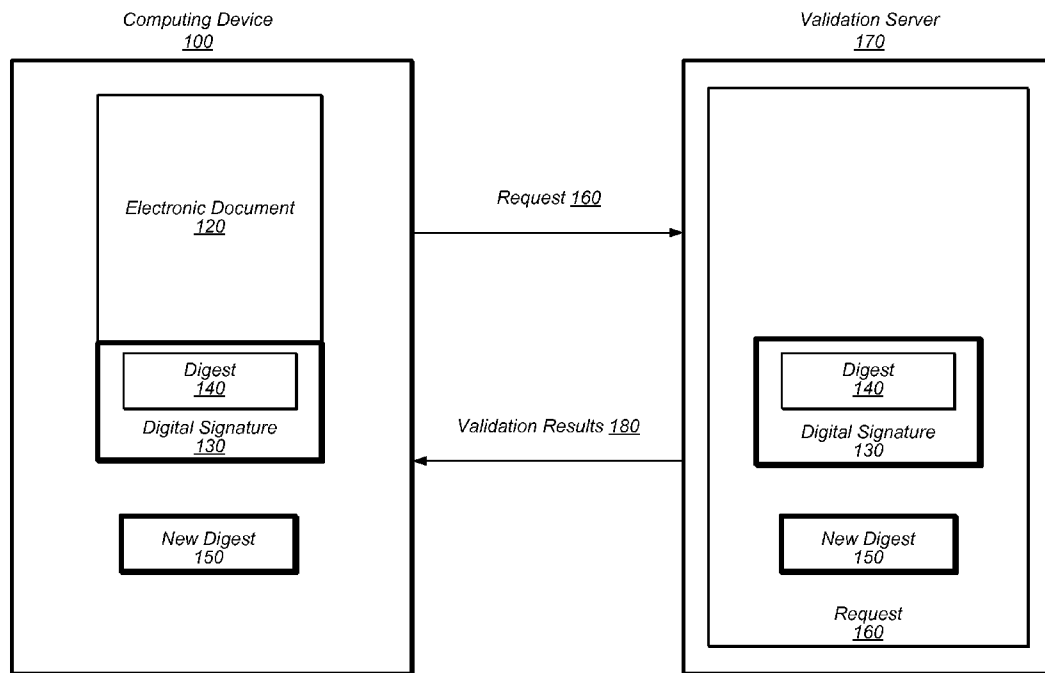 Computing Device
100
Electronic Document
120
Digest
140
Digital Signature
130
New Digest
150
Request 160
Validation Results 180
Validation Server
170
Digest
140
Digital Signature
130
New Digest
150
Request
160